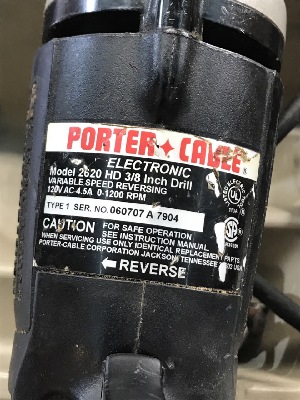 PORTER✦CABLE
ELECTRONIC
Model 2620 HD 3/8 Inch Drill
VARIABLE SPEED REVERSING
120V AC 4.5A 0-1200 RPM
TYPE 1 SER. NO. 060707 A 7904
CAUTION FOR SAFE OPERATION
SEE INSTRUCTION MANUAL
WHEN SERVICING USE ONLY IDENTICAL REPLACEMENT PARTS
PORTER-CABLE CORPORATION JACKSON, TENNESSEE USA
←REVERSE
UL